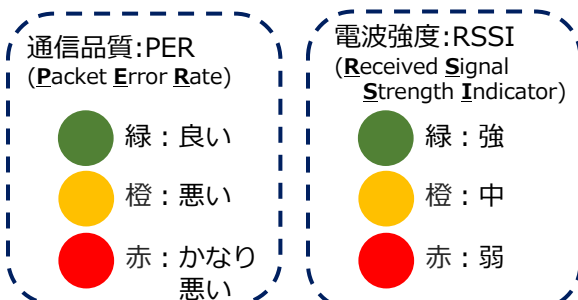 通信品質:PER
(Packet Error Rate)
緑：良い
橙：悪い
赤：かなり
悪い
電波強度:RSSI
(Received Signal
Strength Indicator)
緑：強
橙：中
赤：弱